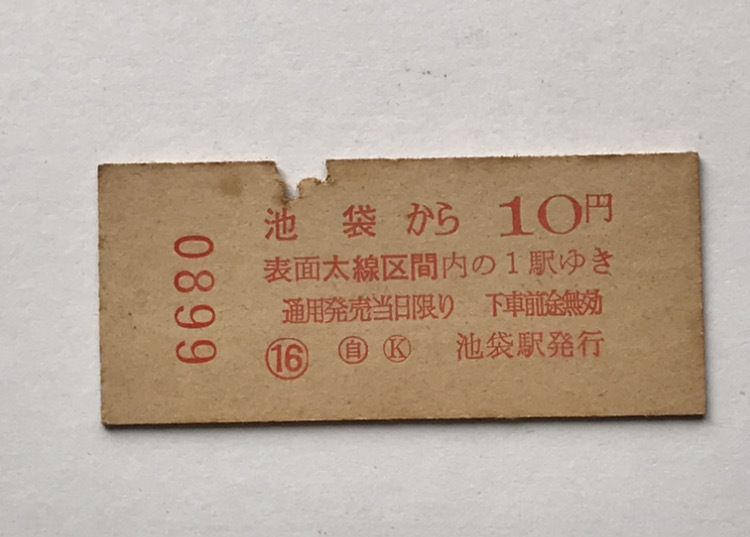 6680
池袋から 10円
表面太線区間内の1駅ゆき
通用発売当日限り 下車前途無効
⑯ ㊀自 Ⓚ 池袋駅発行